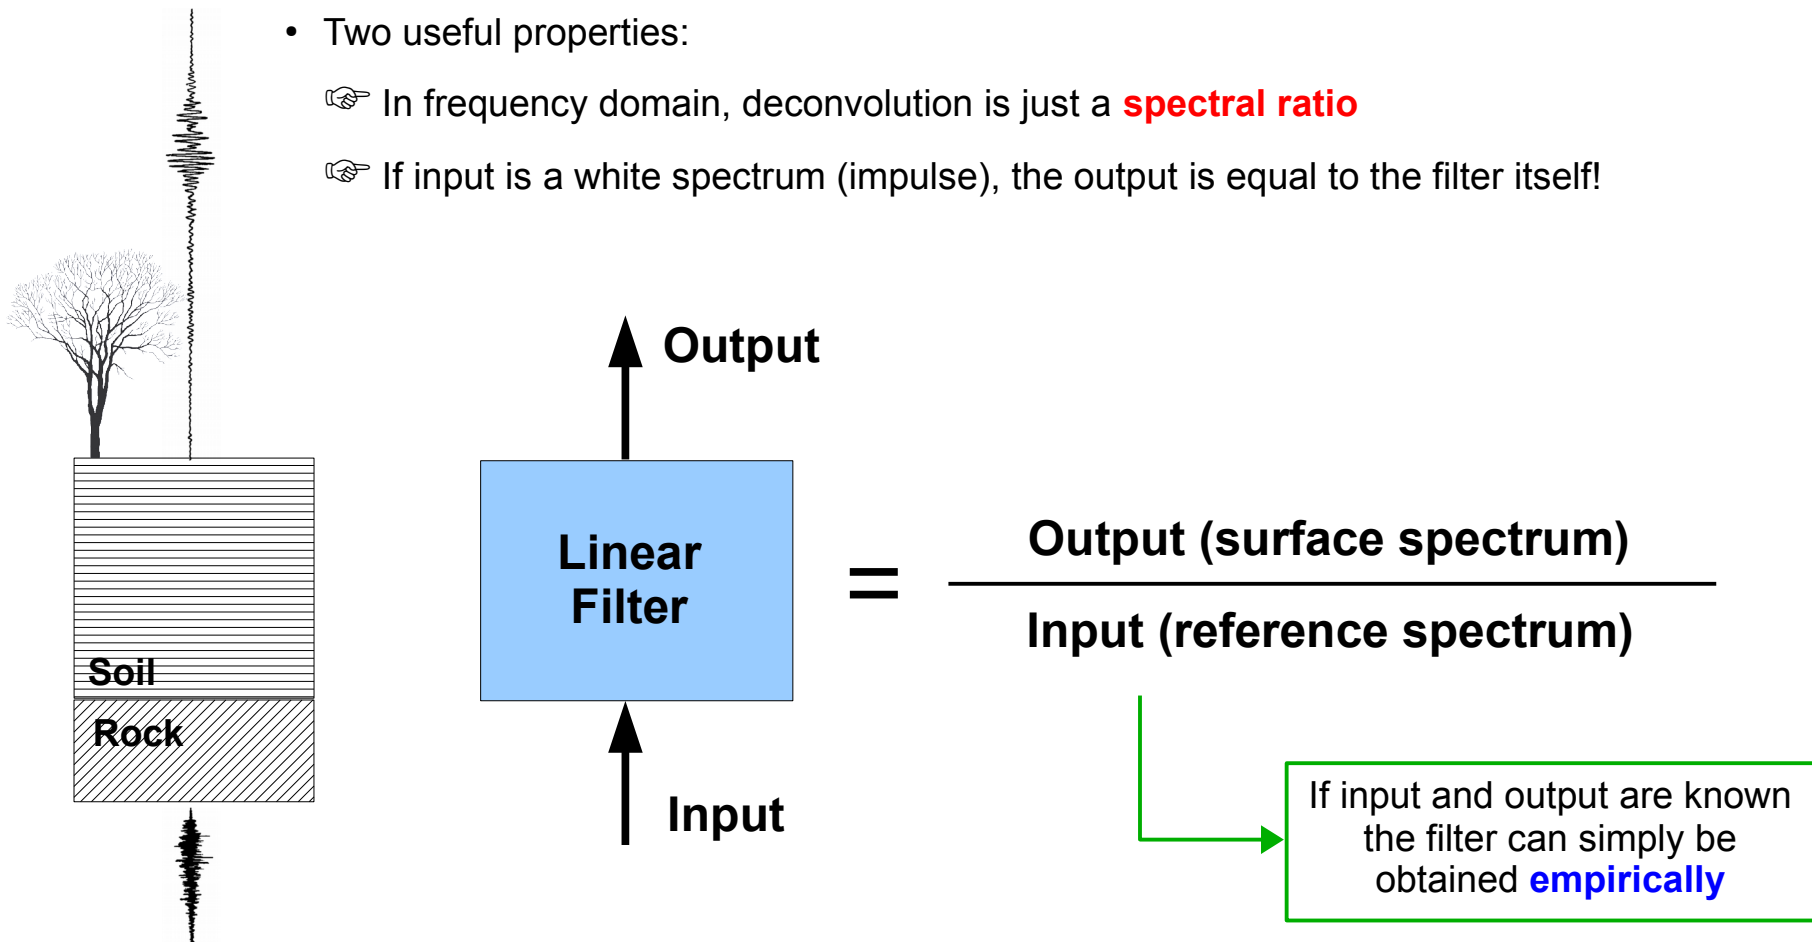 • Two useful properties:
☞ In frequency domain, deconvolution is just a spectral ratio
☞ If input is a white spectrum (impulse), the output is equal to the filter itself!
Output
Linear
Filter
=
Output (surface spectrum)
Input (reference spectrum)
Soil
Rock
Input
If input and output are known
the filter can simply be
obtained empirically